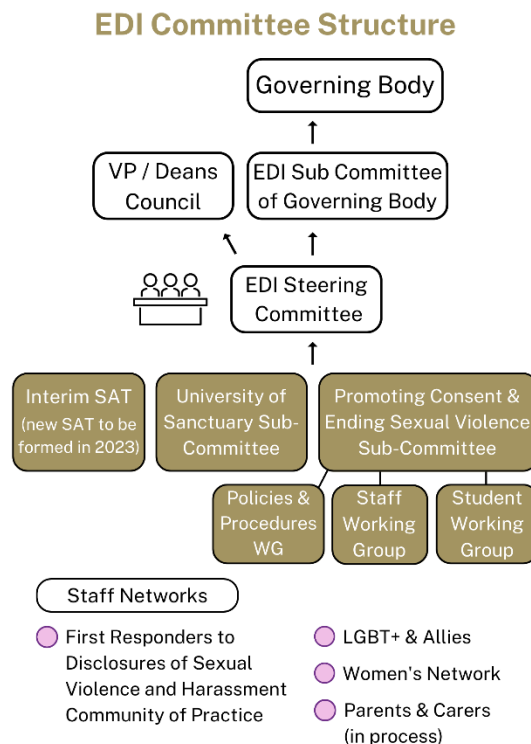 EDI Committee Structure
Governing Body
VP / Deans
Council
EDI Sub Committee
of Governing Body
EDI Steering
Committee
Interim SAT
(new SAT to be
formed in 2023)
University of
Sanctuary Sub-
Committee
Promoting Consent &
Ending Sexual Violence
Sub-Committee
Policies &
Procedures
WG
Staff
Working
Group
Student
Working
Group
Staff Networks
First Responders to
Disclosures of Sexual
Violence and Harassment
Community of Practice
LGBT+ & Allies
Women's Network
Parents & Carers
(in process)